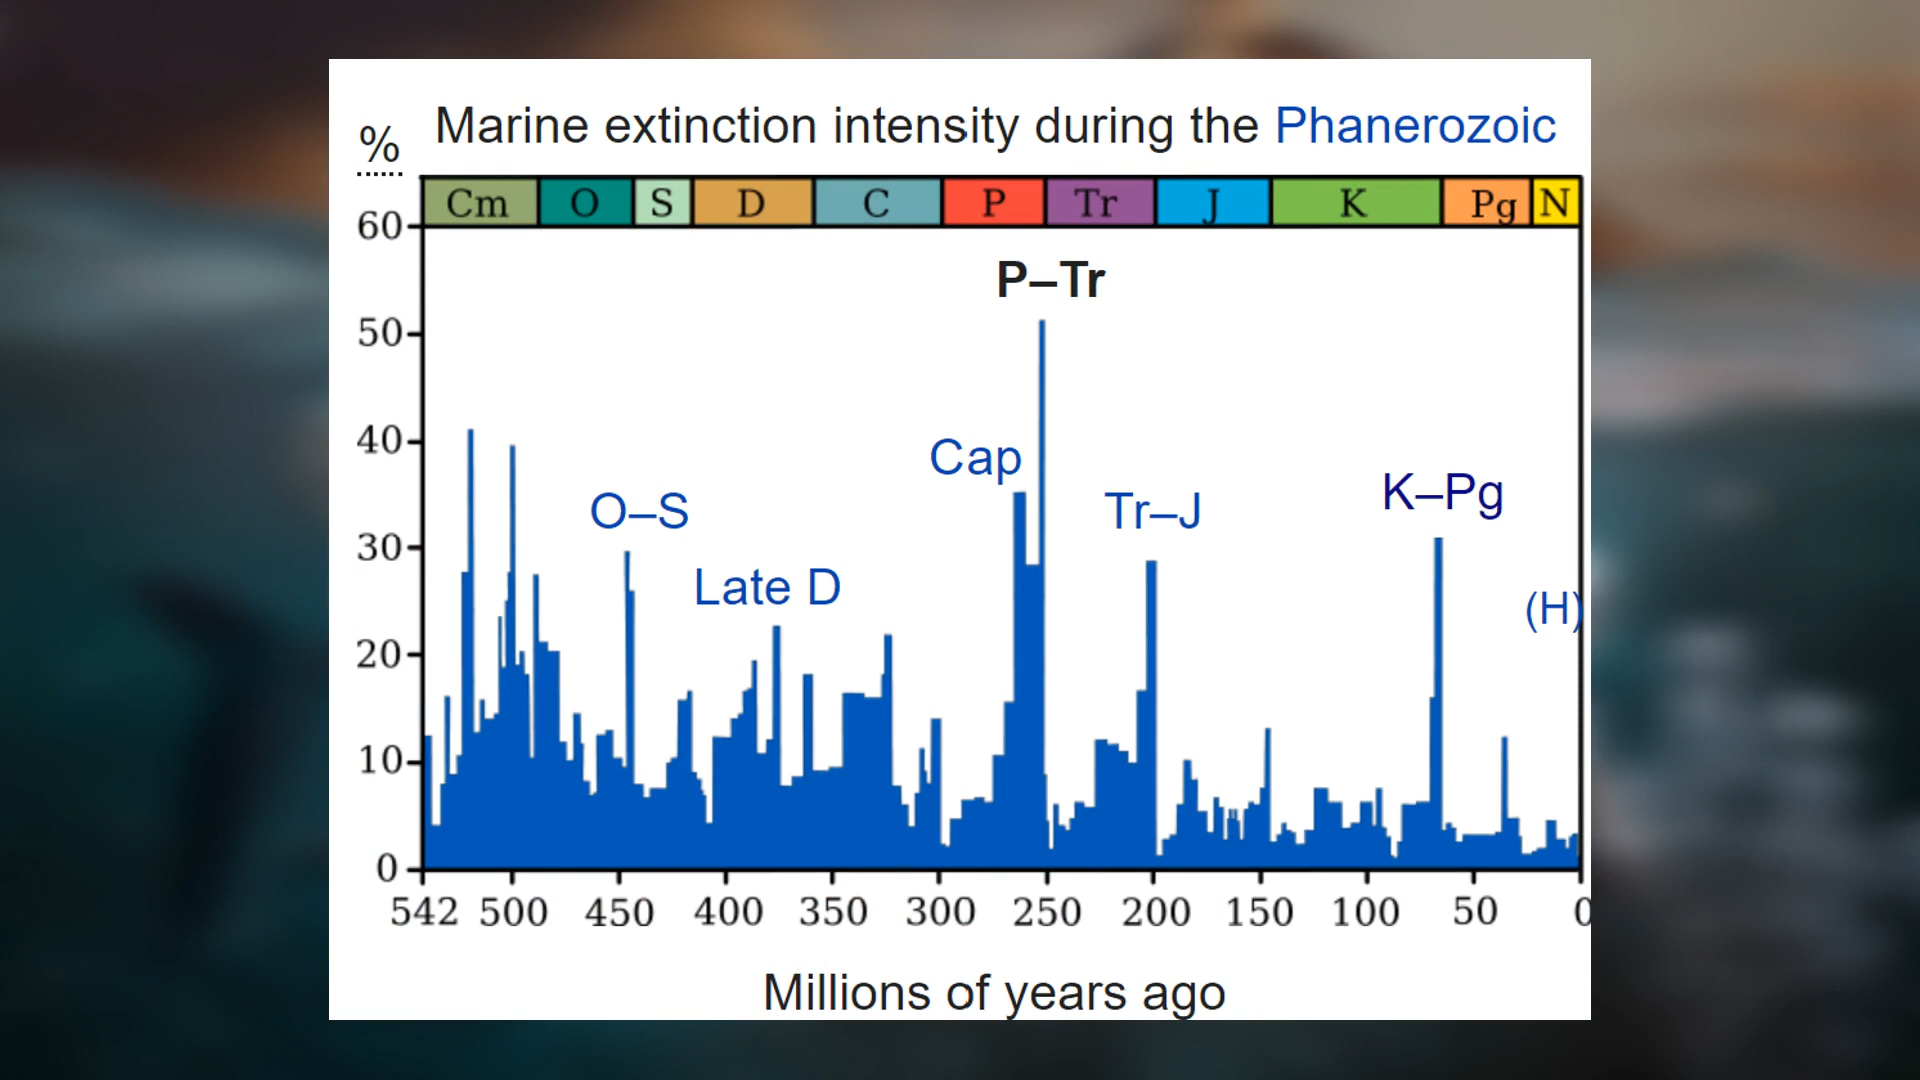 Marine extinction intensity during the Phanerozoic
%
Cm O S D C P Tr J K Pg N
60
P–Tr
50
40
Cap
30
O–S
Tr–J
K–Pg
Late D
(H)
20
10
0
542 500 450 400 350 300 250 200 150 100 50 0
Millions of years ago